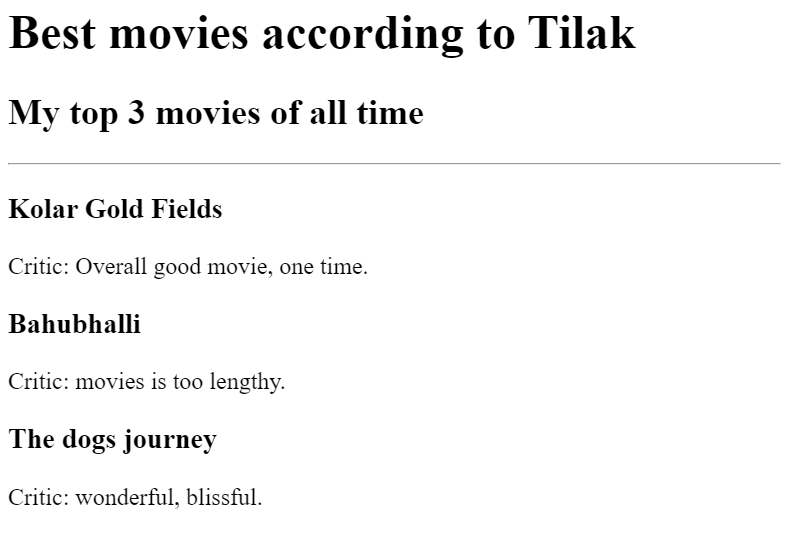 Best movies according to Tilak
My top 3 movies of all time
Kolar Gold Fields
Critic: Overall good movie, one time.
Bahubhalli
Critic: movies is too lengthy.
The dogs journey
Critic: wonderful, blissful.